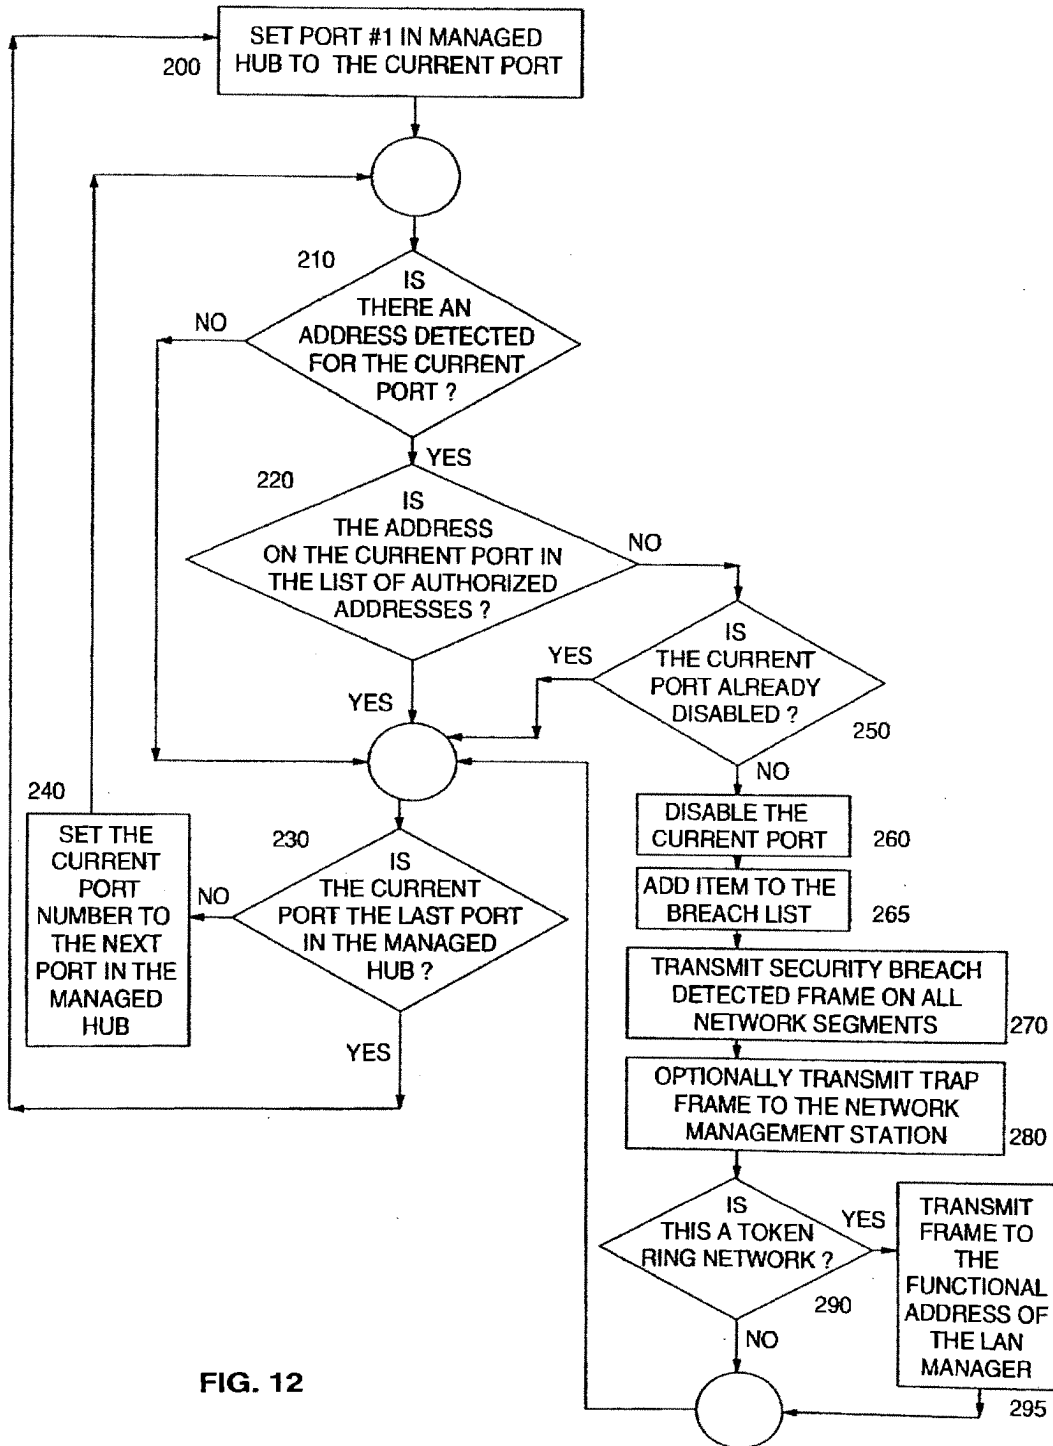 SET PORT #1 IN MANAGED
HUB TO THE CURRENT PORT
200
210
IS
THERE AN
ADDRESS DETECTED
FOR THE CURRENT
PORT ?
NO
YES
220
IS
THE ADDRESS
ON THE CURRENT PORT IN
THE LIST OF AUTHORIZED
ADDRESSES ?
NO
YES
IS
THE CURRENT
PORT ALREADY
DISABLED ?
250
YES
NO
240
SET THE
CURRENT
PORT
NUMBER TO
THE NEXT
PORT IN THE
MANAGED
HUB
230
IS
THE CURRENT
PORT THE LAST PORT
IN THE MANAGED
HUB ?
NO
YES
DISABLE THE
CURRENT PORT
260
ADD ITEM TO THE
BREACH LIST
265
TRANSMIT SECURITY BREACH
DETECTED FRAME ON ALL
NETWORK SEGMENTS
270
OPTIONALLY TRANSMIT TRAP
FRAME TO THE NETWORK
MANAGEMENT STATION
280
IS
THIS A TOKEN
RING NETWORK ?
290
YES
NO
TRANSMIT
FRAME TO
THE
FUNCTIONAL
ADDRESS OF
THE LAN
MANAGER
295
FIG. 12